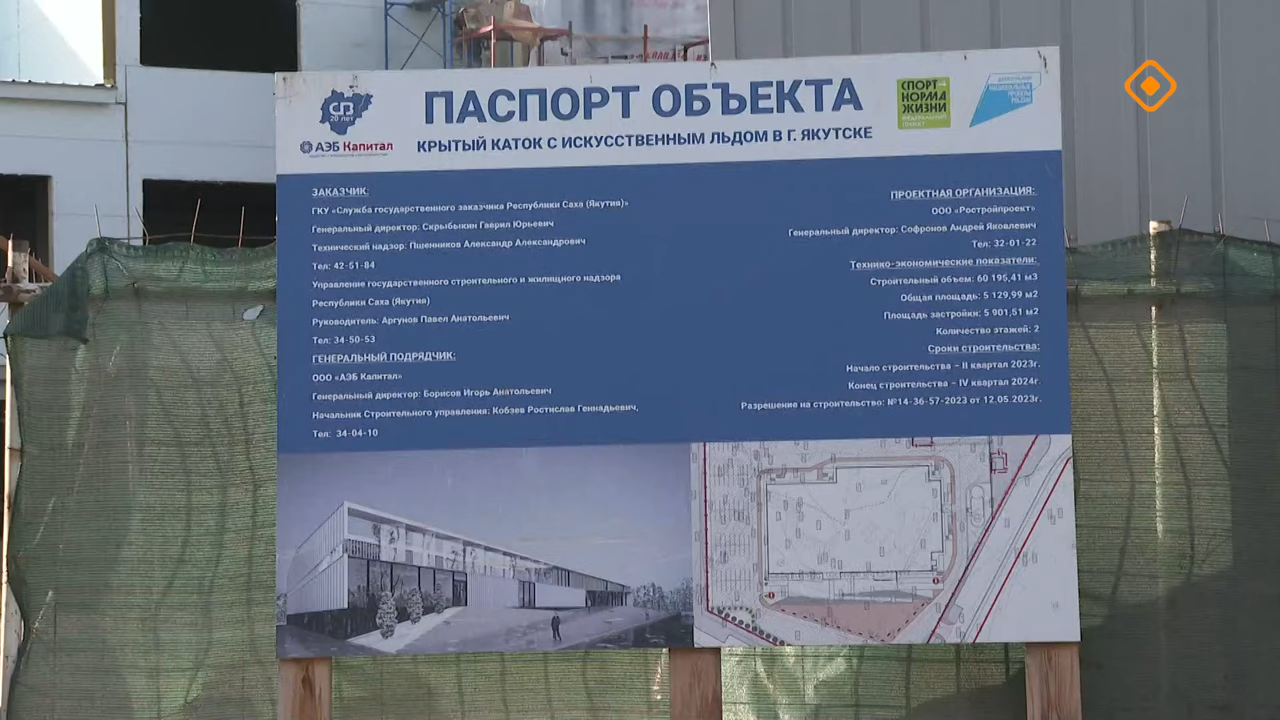 СГЗ
20 лет
АЭБ Капитал
ПАСПОРТ ОБЪЕКТА
КРЫТЫЙ КАТОК С ИСКУССТВЕННЫМ ЛЬДОМ В Г. ЯКУТСКЕ
СПОРТ
НОРМА
ЖИЗНИ
НАЦИОНАЛЬНЫЕ
ПРОЕКТЫ
РОССИИ
ЗАКАЗЧИК:
ГКУ «Служба государственного заказчика Республики Саха (Якутия)»
Генеральный директор: Скрыбыкин Гаврил Юрьевич
Технический надзор: Пшенников Александр Александрович
Тел: 42-51-84
Управление государственного строительного и жилищного надзора
Республики Саха (Якутия)
Руководитель: Аргунов Павел Анатольевич
Тел: 34-50-53
ГЕНЕРАЛЬНЫЙ ПОДРЯДЧИК:
ООО «АЭБ Капитал»
Генеральный директор: Борисов Игорь Анатольевич
Начальник Строительного управления: Кобзев Ростислав Геннадьевич,
Тел: 34-04-10
ПРОЕКТНАЯ ОРГАНИЗАЦИЯ:
ООО «Ростройпроект»
Генеральный директор: Софронов Андрей Яковлевич
Тел: 32-01-22
Технико-экономические показатели:
Строительный объем: 60 195,41 м3
Общая площадь: 5 129,99 м2
Площадь застройки: 5 901,51 м2
Количество этажей: 2
Сроки строительства:
Начало строительства – II квартал 2023г.
Конец строительства – IV квартал 2024г.
Разрешение на строительство: №14-36-57-2023 от 12.05.2023г.